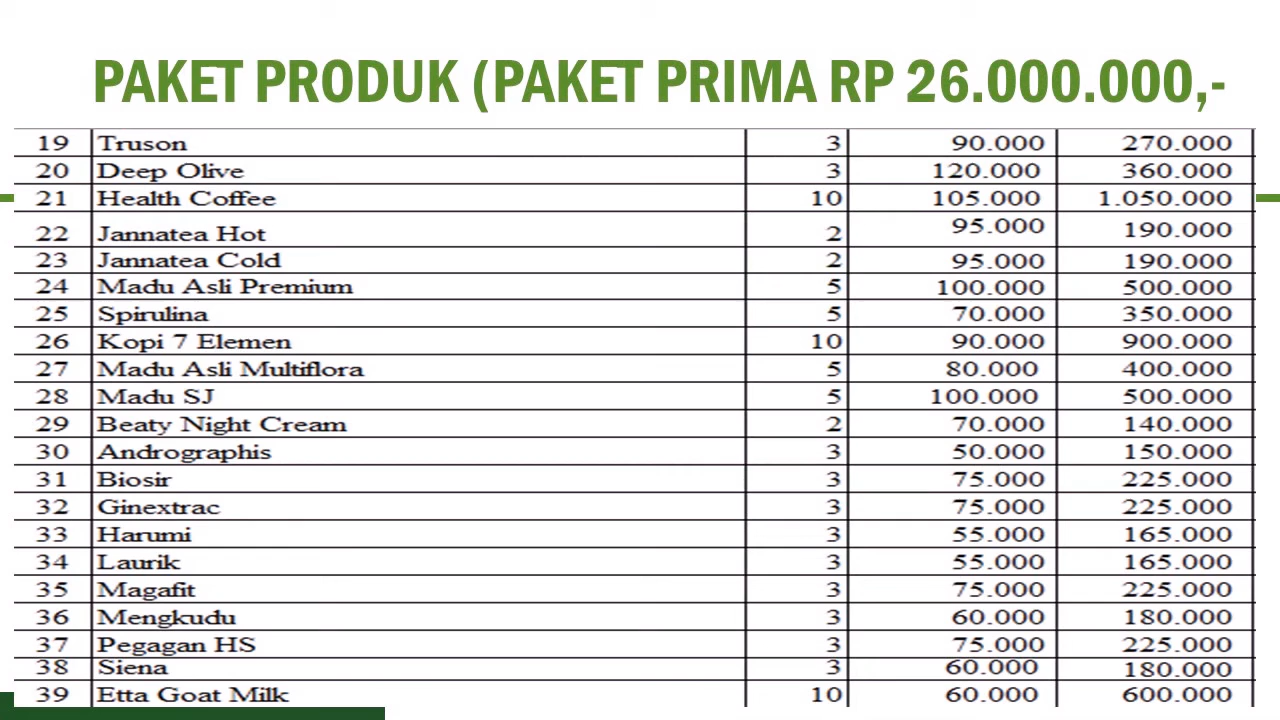 PAKET PRODUK (PAKET PRIMA RP 26.000.000,-
19 Truson 3 90.000 270.000
20 Deep Olive 3 120.000 360.000
21 Health Coffee 10 105.000 1.050.000
22 Jannatea Hot 2 95.000 190.000
23 Jannatea Cold 2 95.000 190.000
24 Madu Asli Premium 5 100.000 500.000
25 Spirulina 5 70.000 350.000
26 Kopi 7 Elemen 10 90.000 900.000
27 Madu Asli Multiflora 5 80.000 400.000
28 Madu SJ 5 100.000 500.000
29 Beaty Night Cream 2 70.000 140.000
30 Andrographis 3 50.000 150.000
31 Biosir 3 75.000 225.000
32 Ginextrac 3 75.000 225.000
33 Harumi 3 55.000 165.000
34 Laurik 3 55.000 165.000
35 Magafit 3 75.000 225.000
36 Mengkudu 3 60.000 180.000
37 Pegagan HS 3 75.000 225.000
38 Siena 3 60.000 180.000
39 Etta Goat Milk 10 60.000 600.000